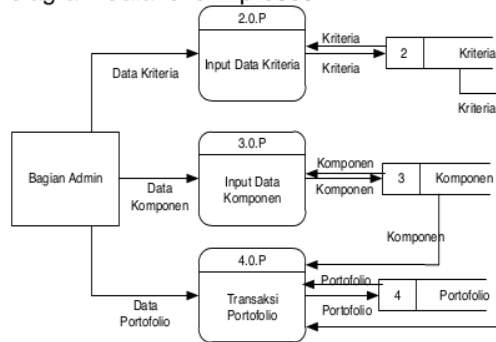 2.0.P
Input Data Kriteria
Kriteria
Kriteria
2
Kriteria
Data Kriteria
Kriteria
3.0.P
Bagian Admin
Input Data
Komponen
Komponen
Komponen
3
Komponen
Data
Komponen
Komponen
4.0.P
Transaksi
Portofolio
Portofolio
Portofolio
4
Portofolio
Data
Portofolio